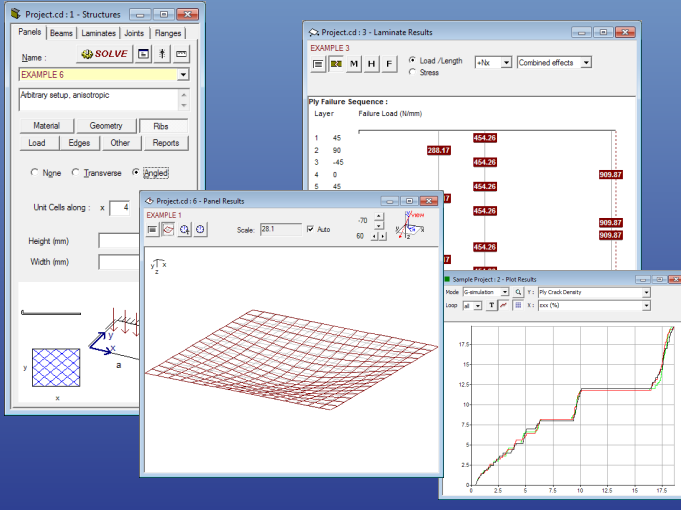 Project.cd : 1 - Structures
Panels Beams Laminates Joints Flanges
Name : SOLVE
EXAMPLE 6
Arbitrary setup, anisotropic
Material Geometry Ribs
Load Edges Other Reports
None Transverse Angled
Unit Cells along : x 4
Height (mm)
Width (mm)
y
x
y
x
a
Project.cd : 3 - Laminate Results
EXAMPLE 3
M H F
Load /Length
Stress
+Nx
Combined effects
Ply Failure Sequence :
Layer Failure Load (N/mm)
1 45 454.26
2 90 288.17
3 -45 454.26
4 0 909.87
5 45 454.26
454.26
909.87
909.87
454.26
Project.cd : 6 - Panel Results
EXAMPLE 1
Scale: 28.1
Auto
-70
60
VIEW
y x
z
y x
z
Sample Project : 2 - Plot Results
Mode G-simulation Y : Ply Crack Density
Loop all T X : xxx (%)
17.5
15
12.5
10
7.5
5
2.5
0
0 2.5 5 7.5 10 12.5 15 17.5